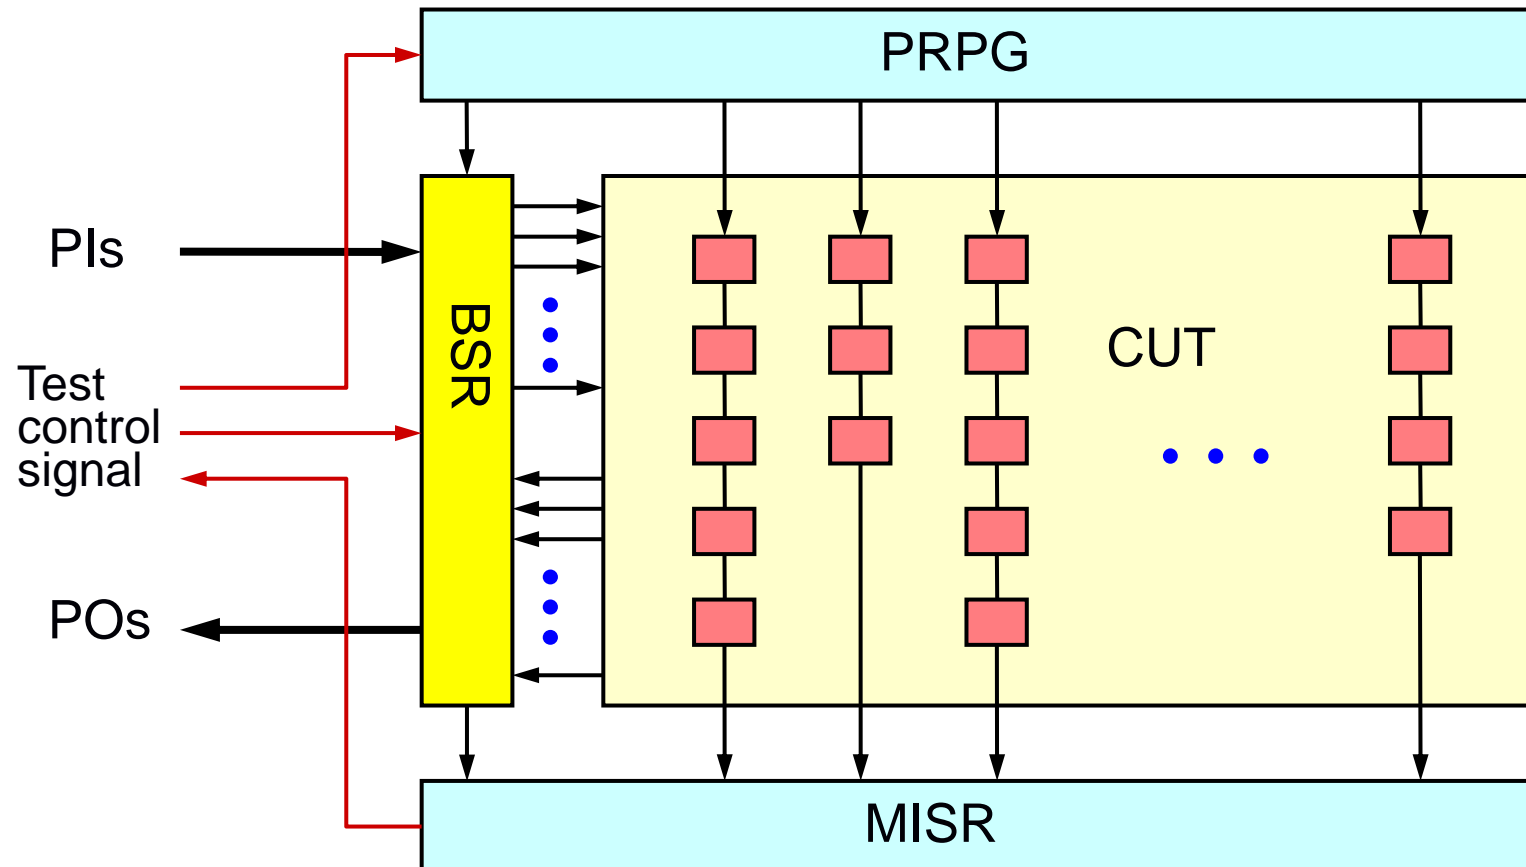 PRPG
PIs
BSR
CUT
Test
control
signal
POs
MISR